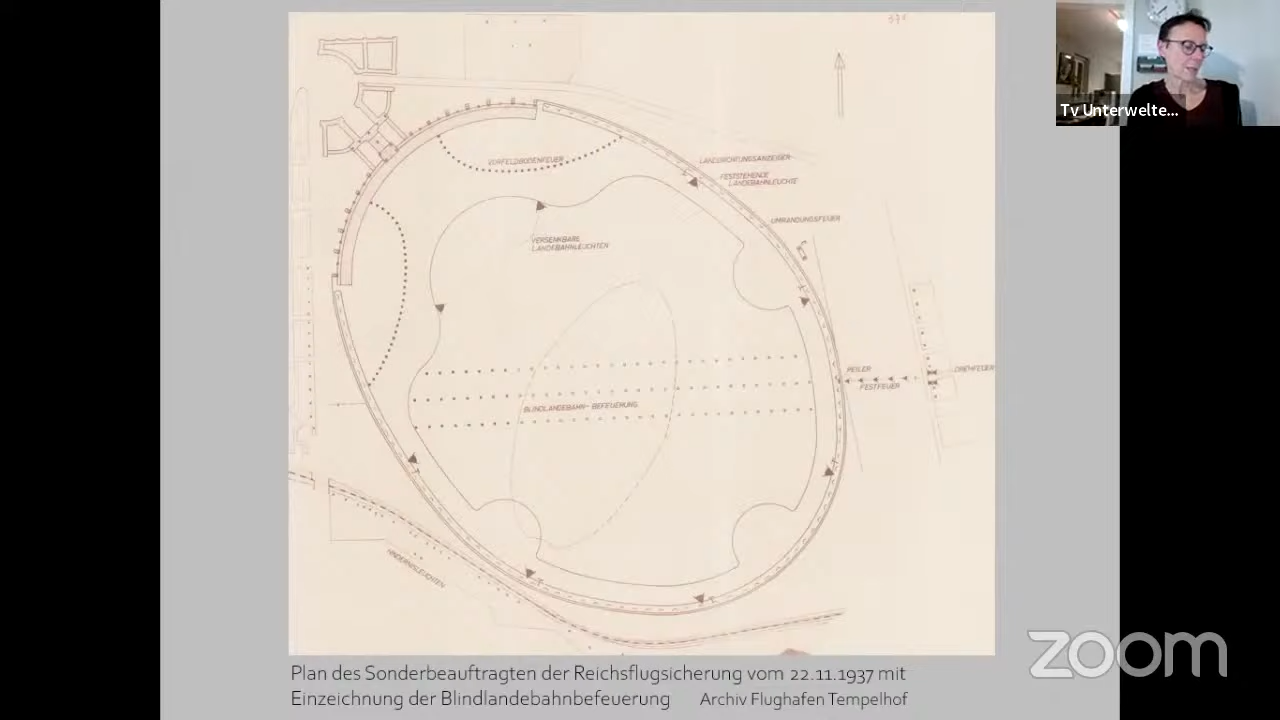 Tv Unterwelte...
VORFELDBODENFEUER
LANDERICHTUNGSANZEIGER
FESTSTEHENDE
LANDEBAHNLEUCHTE
UMRANDUNGSFEUER
VERSENKBARE
LANDEBAHNLEUCHTEN
PEILER
DREHFEUER
FESTFEUER
BLINDLANDEBAHN-BEFEUERUNG
HINDERNISLEUCHTEN
zoom
Plan des Sonderbeauftragten der Reichsflugsicherung vom 22.11.1937 mit
Einzeichnung der Blindlandebahnbefeuerung Archiv Flughafen Tempelhof